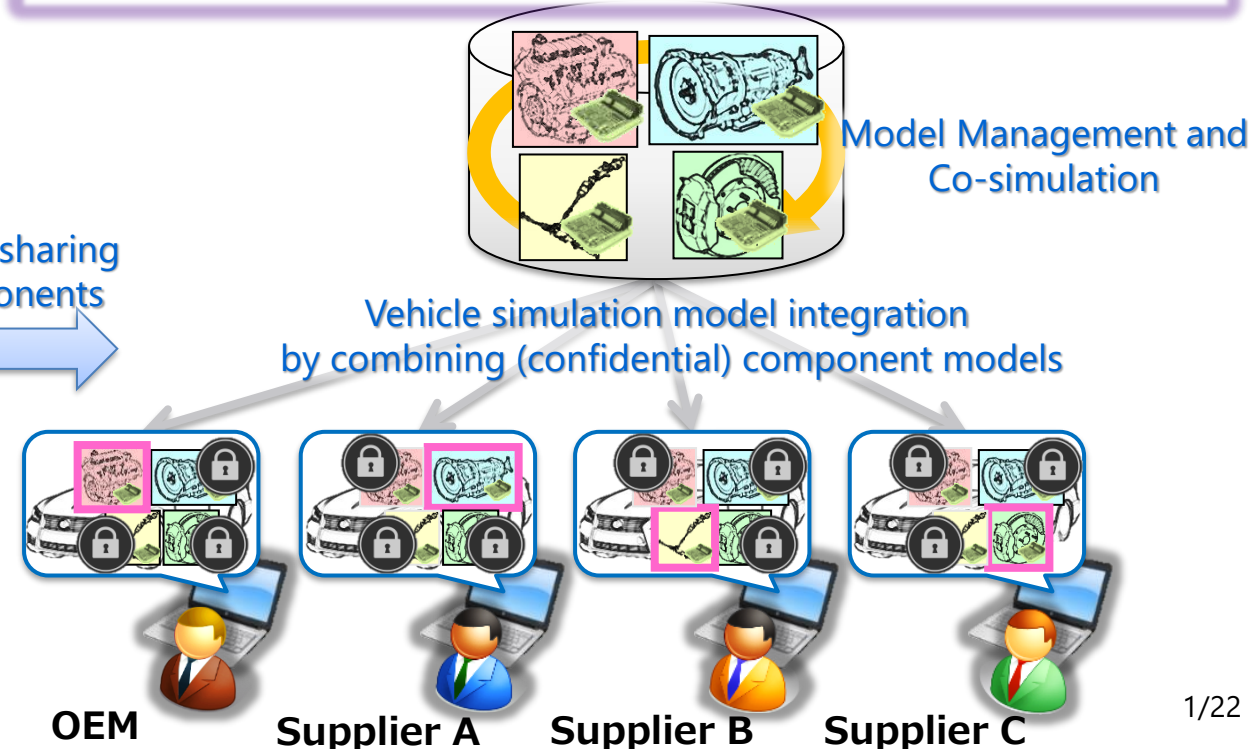 Model Management and
Co-simulation
sharing
onents
Vehicle simulation model integration
by combining (confidential) component models
OEM
Supplier A
Supplier B
Supplier C
1/22